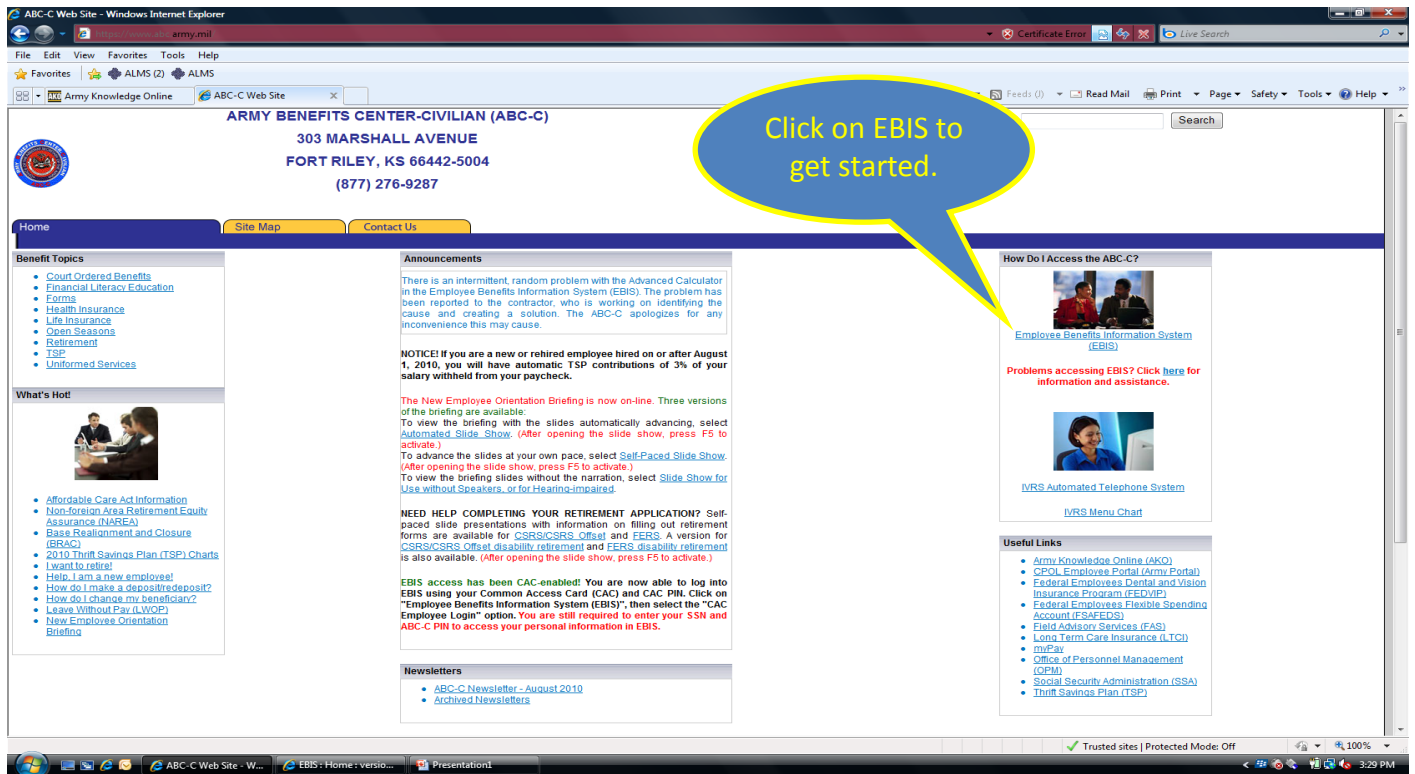 ABC-C Web Site - Windows Internet Explorer
https://www.abc.army.mil
Certificate Error
Live Search
File Edit View Favorites Tools Help
Favorites ALMS (2) ALMS
Army Knowledge Online ABC-C Web Site
Feeds (J) Read Mail Print Page Safety Tools Help
ARMY BENEFITS CENTER-CIVILIAN (ABC-C)
303 MARSHALL AVENUE
FORT RILEY, KS 66442-5004
(877) 276-9287
Search
Click on EBIS to
get started.
Home
Site Map
Contact Us
Benefit Topics
Court Ordered Benefits
Financial Literacy Education
Forms
Health Insurance
Life Insurance
Open Seasons
Retirement
TSP
Uniformed Services
What's Hot!
Affordable Care Act Information
Non-foreign Area Retirement Equity
Assurance (NAREA)
Base Realignment and Closure
(BRAC)
2010 Thrift Savings Plan (TSP) Charts
I want to retire!
Help, I am a new employee!
How do I make a deposit/redeposit?
How do I change my beneficiary?
Leave Without Pay (LWOP)
New Employee Orientation
Briefing
Announcements
There is an intermittent, random problem with the Advanced Calculator
in the Employee Benefits Information System (EBIS). The problem has
been reported to the contractor, who is working on identifying the
cause and creating a solution. The ABC-C apologizes for any
inconvenience this may cause.
NOTICE! If you are a new or rehired employee hired on or after August
1, 2010, you will have automatic TSP contributions of 3% of your
salary withheld from your paycheck.
The New Employee Orientation Briefing is now on-line. Three versions
of the briefing are available:
To view the briefing with the slides automatically advancing, select
Automated Slide Show. (After opening the slide show, press F5 to
activate.)
To advance the slides at your own pace, select Self-Paced Slide Show.
(After opening the slide show, press F5 to activate.)
To view the briefing slides without the narration, select Slide Show for
Use without Speakers, or for Hearing-impaired.
NEED HELP COMPLETING YOUR RETIREMENT APPLICATION? Self-
paced slide presentations with information on filling out retirement
forms are available for CSRS/CSRS Offset and FERS. A version for
CSRS/CSRS Offset disability retirement and FERS disability retirement
is also available. (After opening the slide show, press F5 to activate.)
EBIS access has been CAC-enabled! You are now able to log into
EBIS using your Common Access Card (CAC) and CAC PIN. Click on
"Employee Benefits Information System (EBIS)", then select the "CAC
Employee Login" option. You are still required to enter your SSN and
ABC-C PIN to access your personal information in EBIS.
Newsletters
ABC-C Newsletter - August 2010
Archived Newsletters
How Do I Access the ABC-C?
Employee Benefits Information System
(EBIS)
Problems accessing EBIS? Click here for
information and assistance.
IVRS Automated Telephone System
IVRS Menu Chart
Useful Links
Army Knowledge Online (AKO)
CPOL Employee Portal (Army Portal)
Federal Employees Dental and Vision
Insurance Program (FEDVIP)
Federal Employees Flexible Spending
Account (FSAFEDS)
Field Advisory Services (FAS)
Long Term Care Insurance (LTCI)
myPay
Office of Personnel Management
(OPM)
Social Security Administration (SSA)
Thrift Savings Plan (TSP)
Trusted sites | Protected Mode: Off
100%
ABC-C Web Site - W...
EBIS : Home : versio...
Presentation1
3:29 PM